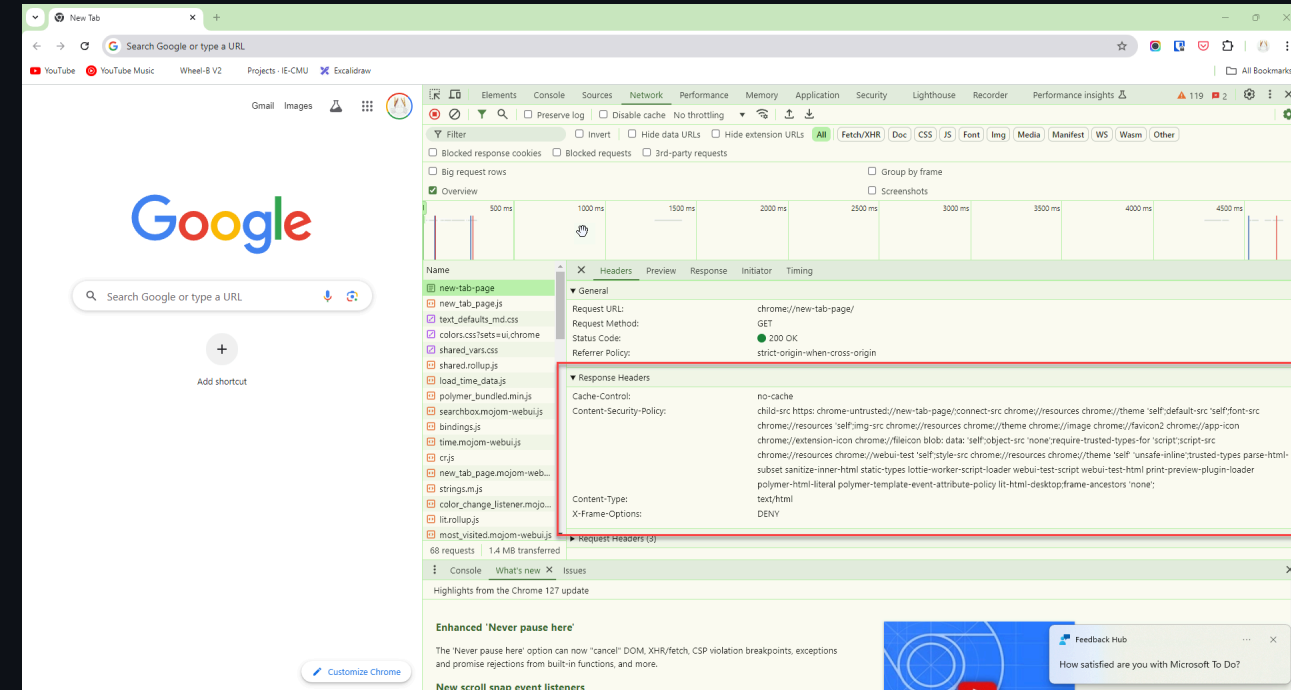 New Tab
Search Google or type a URL
YouTube YouTube Music Wheel-B V2 Projects · IE-CMU Excalidraw All Bookmarks
Gmail Images
Google
Search Google or type a URL
Add shortcut
Customize Chrome
Elements Console Sources Network Performance Memory Application Security Lighthouse Recorder Performance insights 119 2
Preserve log Disable cache No throttling
Filter Invert Hide data URLs Hide extension URLs All Fetch/XHR Doc CSS JS Font Img Media Manifest WS Wasm Other
Blocked response cookies Blocked requests 3rd-party requests
Big request rows Group by frame
Overview Screenshots
500 ms 1000 ms 1500 ms 2000 ms 2500 ms 3000 ms 3500 ms 4000 ms 4500 ms
Name
new-tab-page
new_tab_page.js
text_defaults_md.css
colors.css?sets=ui,chrome
shared_vars.css
shared.rollup.js
load_time_data.js
polymer_bundled.min.js
searchbox.mojom-webui.js
bindings.js
time.mojom-webui.js
cr.js
new_tab_page.mojom-web...
strings.m.js
color_change_listener.mojo...
lit.rollup.js
most_visited.mojom-webui.js
68 requests 1.4 MB transferred
Headers Preview Response Initiator Timing
General
Request URL: chrome://new-tab-page/
Request Method: GET
Status Code: 200 OK
Referrer Policy: strict-origin-when-cross-origin
Response Headers
Cache-Control: no-cache
Content-Security-Policy: child-src https: chrome-untrusted://new-tab-page/;connect-src chrome://resources chrome://theme 'self';default-src 'self';font-src
chrome://resources 'self';img-src chrome://resources chrome://theme chrome://image chrome://favicon2 chrome://app-icon
chrome://extension-icon chrome://fileicon blob: data: 'self';object-src 'none';require-trusted-types-for 'script';script-src
chrome://resources chrome://webui-test 'self';style-src chrome://resources chrome://theme 'self' 'unsafe-inline';trusted-types parse-html-
subset sanitize-inner-html static-types lottie-worker-script-loader webui-test-script webui-test-html print-preview-plugin-loader
polymer-html-literal polymer-template-event-attribute-policy lit-html-desktop;frame-ancestors 'none';
Content-Type: text/html
X-Frame-Options: DENY
Request Headers (3)
Console What's new Issues
Highlights from the Chrome 127 update
Enhanced 'Never pause here'
The 'Never pause here' option can now "cancel" DOM, XHR/fetch, CSP violation breakpoints, exceptions
and promise rejections from built-in functions, and more.
New scroll snap event listeners
Feedback Hub
How satisfied are you with Microsoft To Do?